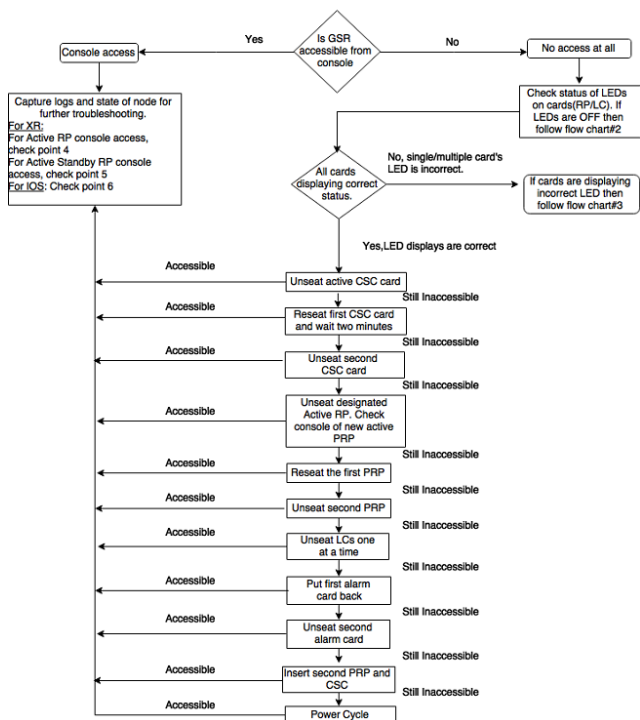 Is GSR
accessible from
console
Yes
No
Console access
No access at all
Capture logs and state of node for
further troubleshooting.
For XR:
For Active RP console access,
check point 4
For Active Standby RP console
access, check point 5
For IOS: Check point 6
Check status of LEDs
on cards(RP/LC). If
LEDs are OFF then
follow flow chart#2
All cards
displaying correct
status.
No, single/multiple card's
LED is incorrect.
If cards are displaying
incorrect LED then
follow flow chart#3
Yes,LED displays are correct
Accessible
Unseat active CSC card
Still Inaccessible
Accessible
Reseat first CSC card
and wait two minutes
Still Inaccessible
Accessible
Unseat second
CSC card
Still Inaccessible
Accessible
Unseat designated
Active RP. Check
console of new active
PRP
Still Inaccessible
Accessible
Reseat the first PRP
Still Inaccessible
Accessible
Unseat second PRP
Still Inaccessible
Accessible
Unseat LCs one
at a time
Still Inaccessible
Accessible
Put first alarm
card back
Still Inaccessible
Accessible
Unseat second
alarm card
Still Inaccessible
Accessible
Insert second PRP and
CSC
Still Inaccessible
Accessible
Power Cycle